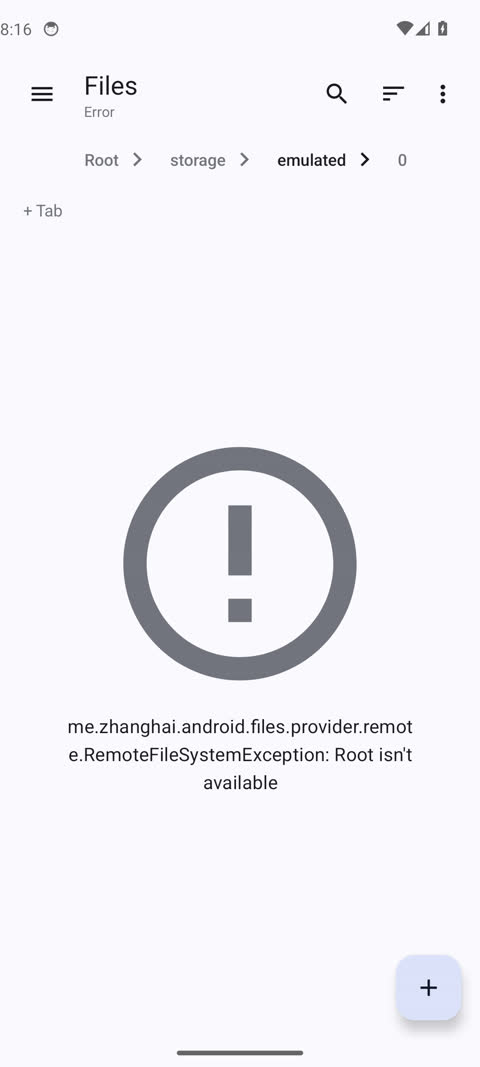 8:16
Files
Error
Root storage emulated 0
+ Tab
me.zhanghai.android.files.provider.remot
e.RemoteFileSystemException: Root isn't
available